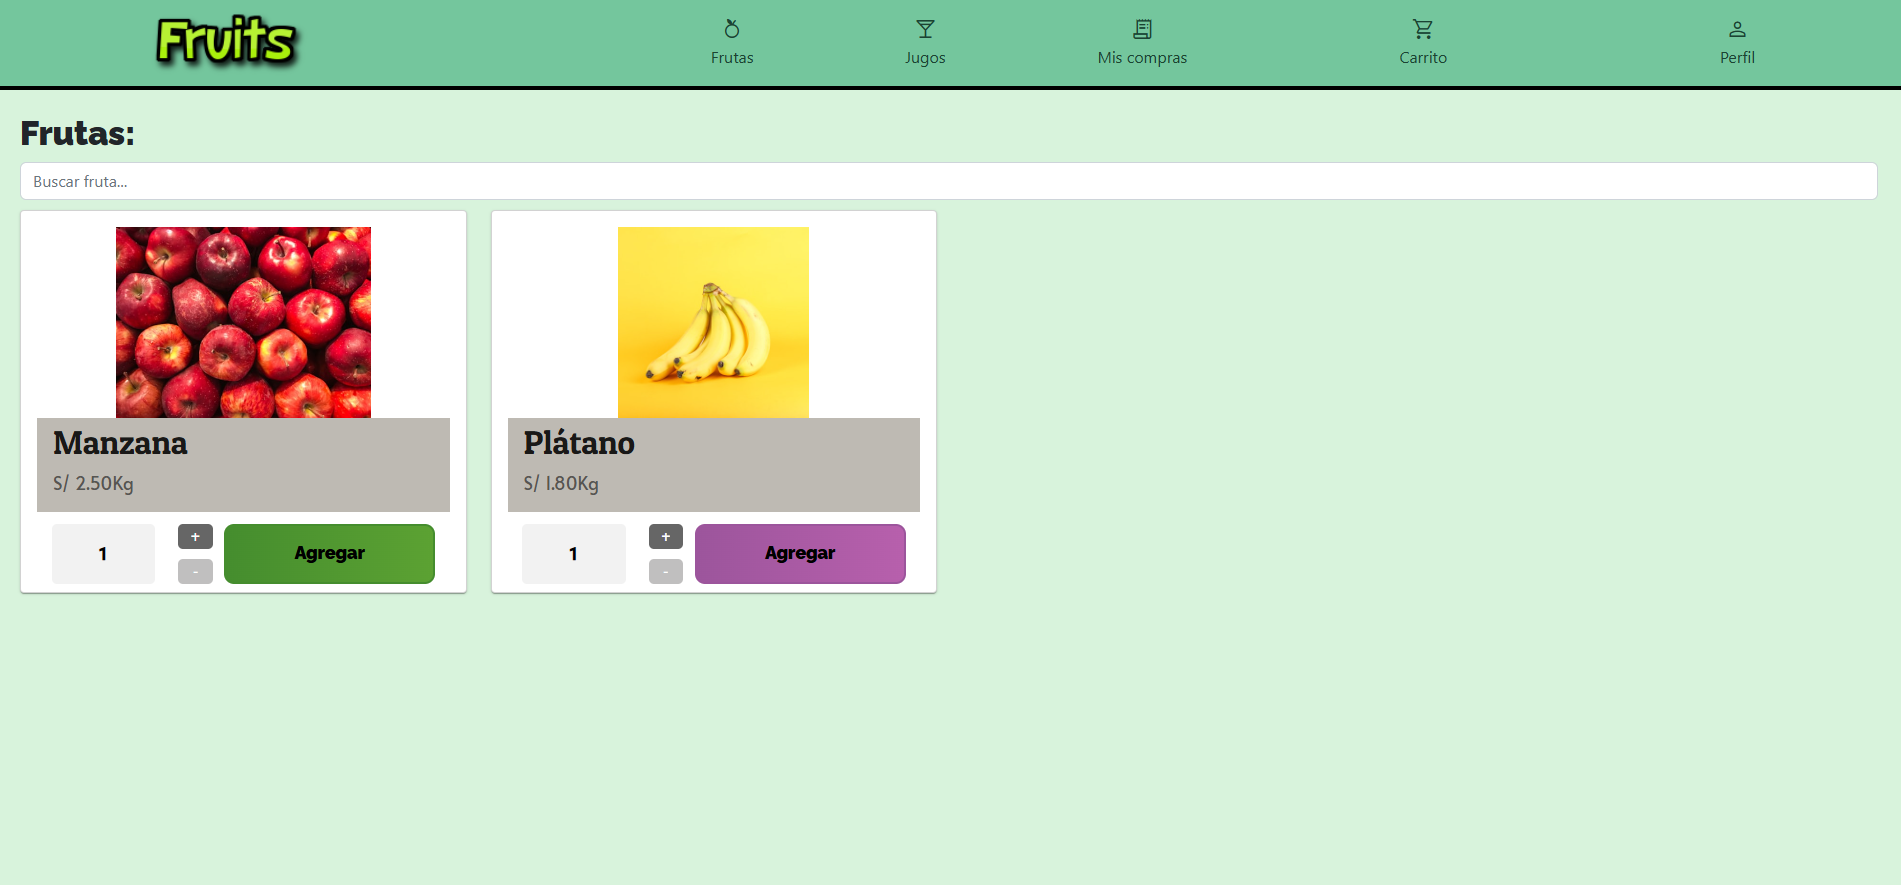 Fruits
Frutas
Jugos
Mis compras
Carrito
Perfil
Frutas:
Buscar fruta...
Manzana
S/ 2.50Kg
1
+
-
Agregar
Plátano
S/ 1.80Kg
1
+
-
Agregar